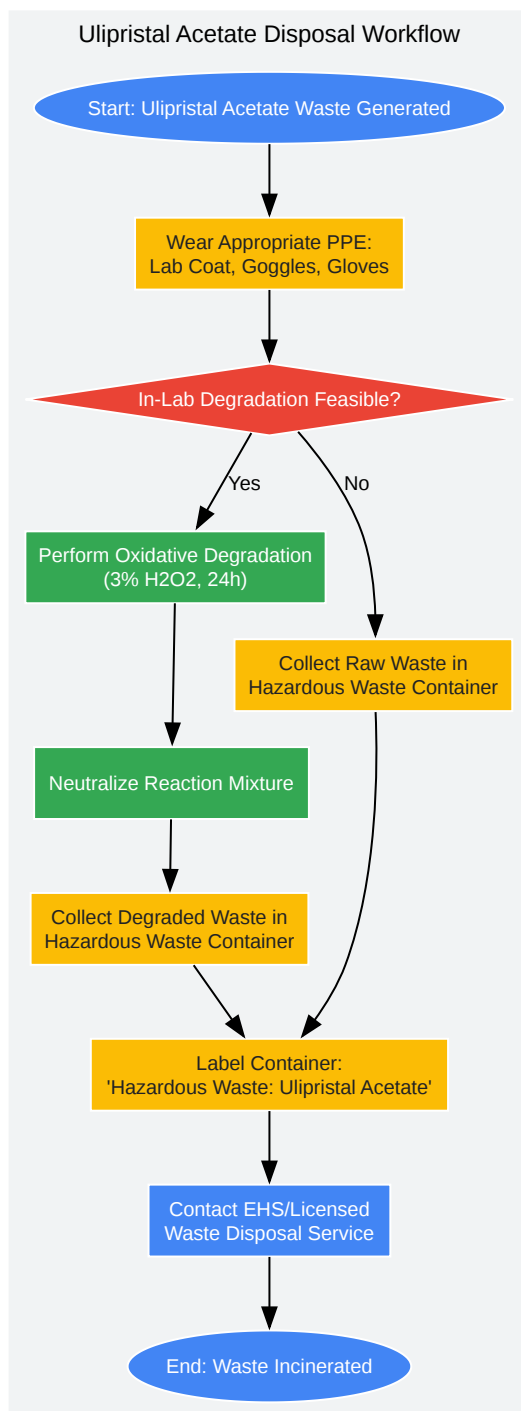 Ulipristal Acetate Disposal Workflow
Start: Ulipristal Acetate Waste Generated
Wear Appropriate PPE:
Lab Coat, Goggles, Gloves
In-Lab Degradation Feasible?
Yes
No
Perform Oxidative Degradation
(3% H2O2, 24h)
Collect Raw Waste in
Hazardous Waste Container
Neutralize Reaction Mixture
Collect Degraded Waste in
Hazardous Waste Container
Label Container:
'Hazardous Waste: Ulipristal Acetate'
Contact EHS/Licensed
Waste Disposal Service
End: Waste Incinerated